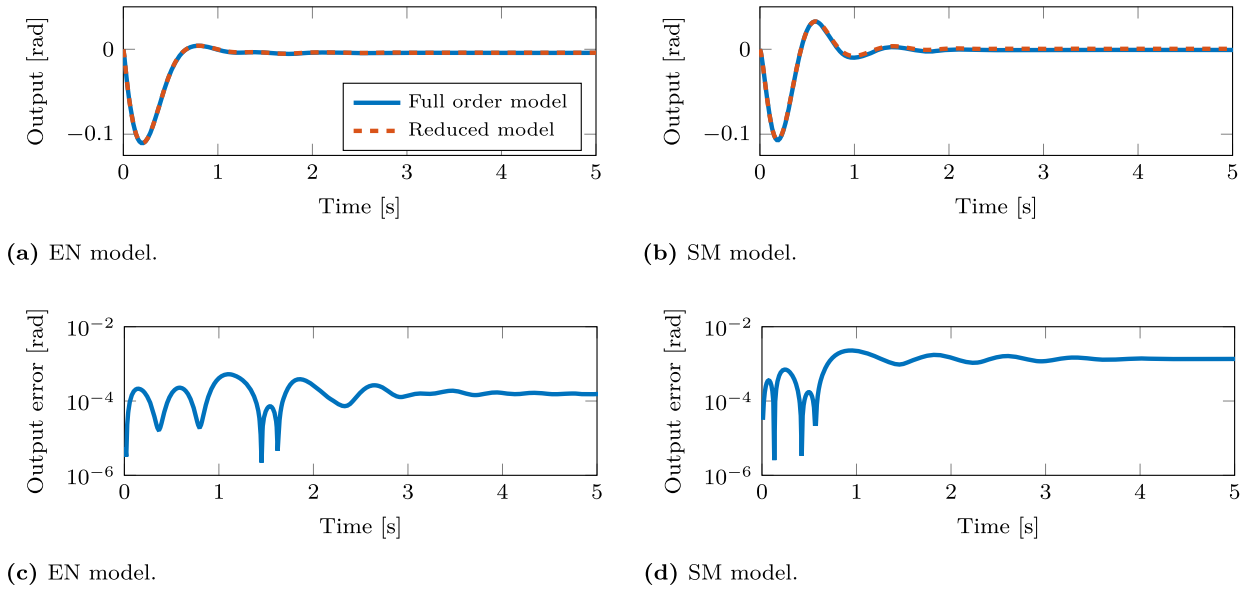 Output [rad]
0
−0.1
0 1 2 3 4 5
Time [s]
Full order model
Reduced model
(a) EN model.
Output [rad]
0
−0.1
0 1 2 3 4 5
Time [s]
(b) SM model.
Output error [rad]
10^−2
10^−4
10^−6
0 1 2 3 4 5
Time [s]
(c) EN model.
Output error [rad]
10^−2
10^−4
10^−6
0 1 2 3 4 5
Time [s]
(d) SM model.